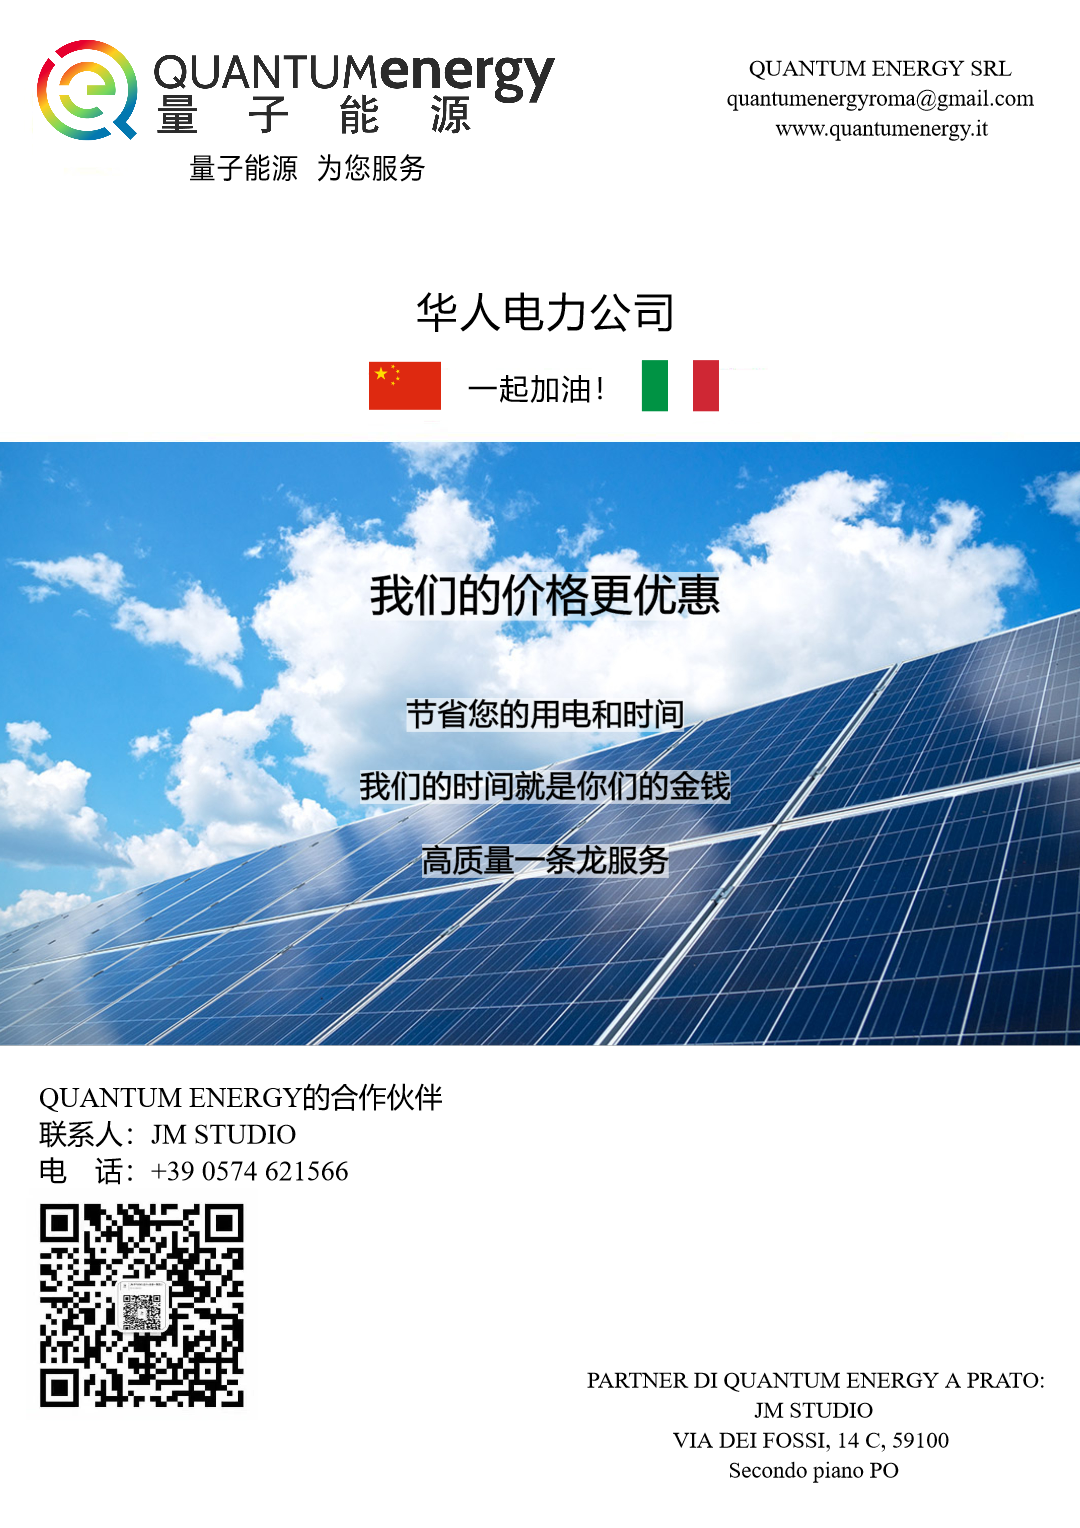 QUANTUMenergy
量子能源
量子能源 为您服务
QUANTUM ENERGY SRL
quantumenergyroma@gmail.com
www.quantumenergy.it
华人电力公司
一起加油！
我们的价格更优惠
节省您的用电和时间
我们的时间就是你们的金钱
高质量一条龙服务
QUANTUM ENERGY的合作伙伴
联系人：JM STUDIO
电 话：+39 0574 621566
PARTNER DI QUANTUM ENERGY A PRATO:
JM STUDIO
VIA DEI FOSSI, 14 C, 59100
Secondo piano PO